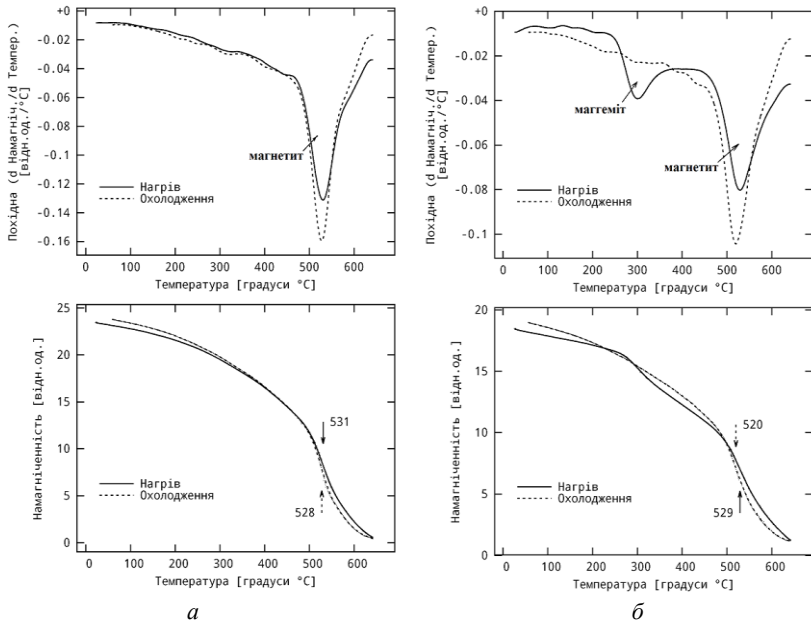 +0
-0.02
-0.04
-0.06
-0.08
-0.1
-0.12
-0.14
-0.16
Похідна (d Намагніч./d Темпер.)
[відн.од./°C]
магнетит
Нагрів
Охолодження
0 100 200 300 400 500 600
Температура [градуси °C]
+0
-0.02
-0.04
-0.06
-0.08
-0.1
Похідна (d Намагніч./d Темпер.)
[відн.од./°C]
маггеміт
магнетит
Нагрів
Охолодження
0 100 200 300 400 500 600
Температура [градуси °C]
25
20
15
10
5
0
Намагніченність [відн.од.]
531
528
Нагрів
Охолодження
0 100 200 300 400 500 600
Температура [градуси °C]
а
20
15
10
5
0
Намагніченність [відн.од.]
520
529
Нагрів
Охолодження
0 100 200 300 400 500 600
Температура [градуси °C]
б